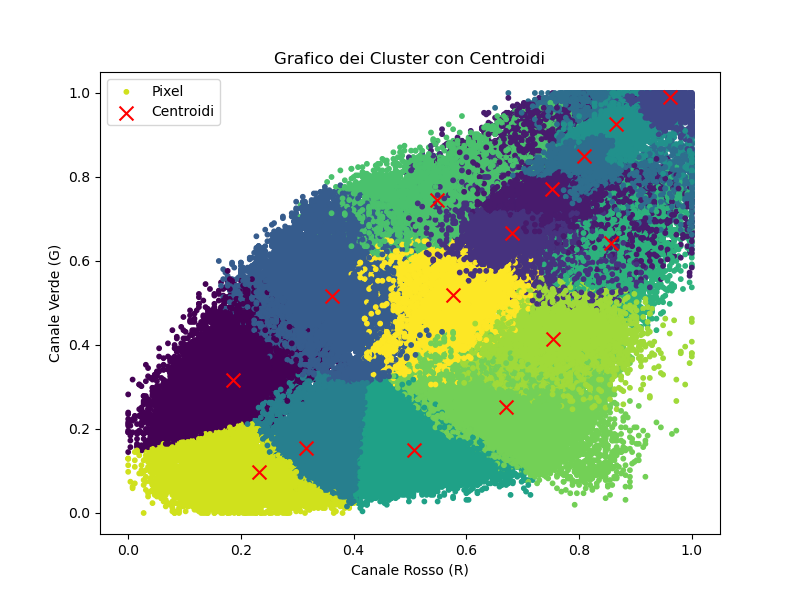 Grafico dei Cluster con Centroidi
Pixel
Centroidi
Canale Verde (G)
1.0
0.8
0.6
0.4
0.2
0.0
0.0 0.2 0.4 0.6 0.8 1.0
Canale Rosso (R)